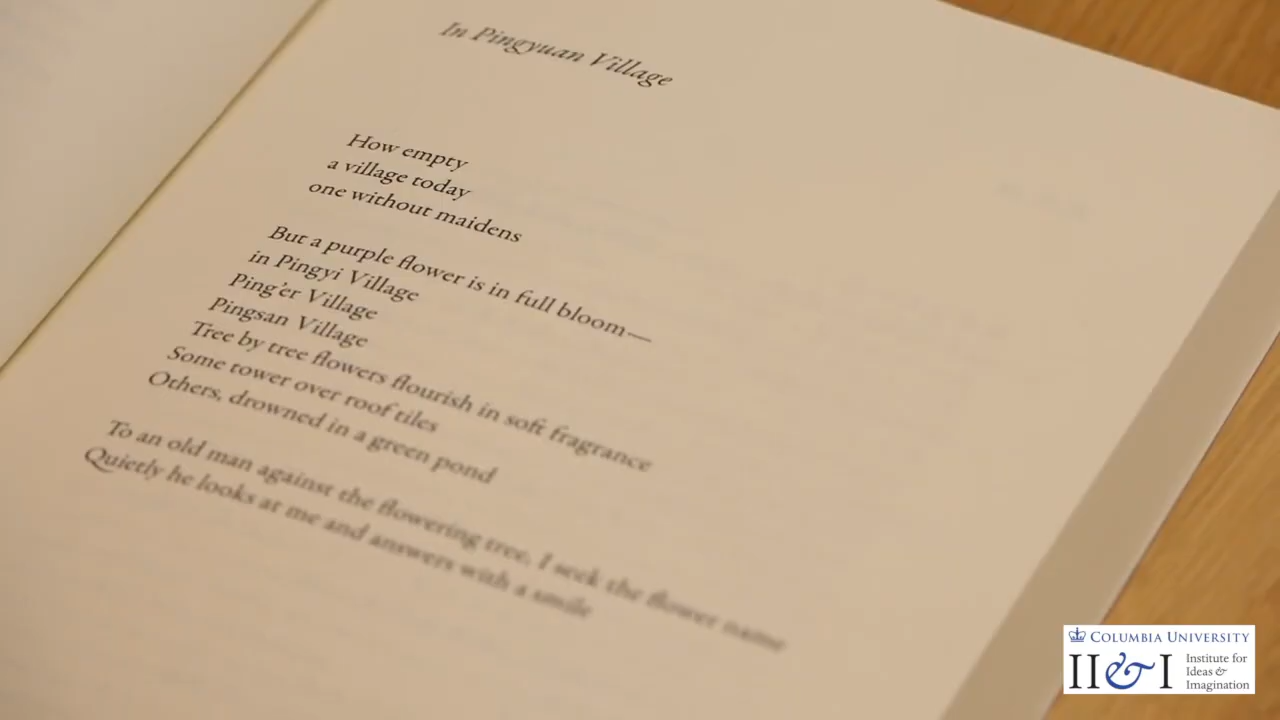 In Pingyuan Village
How empty
a village today
one without maidens
But a purple flower is in full bloom—
in Pingyi Village
Ping'er Village
Pingsan Village
Tree by tree flowers flourish in soft fragrance
Some tower over roof tiles
Others, drowned in a green pond
To an old man against the flowering tree, I seek the flower name
Quietly he looks at me and answers with a smile
COLUMBIA UNIVERSITY
II&I
Institute for
Ideas &
Imagination